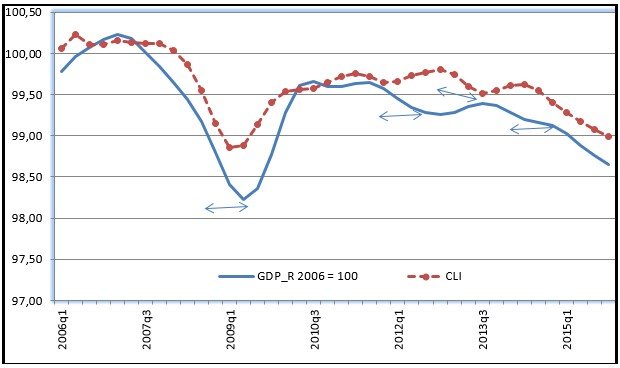 100,50
100,00
99,50
99,00
98,50
98,00
97,50
97,00
GDP_R 2006 = 100
CLI
2006q1
2007q3
2009q1
2010q3
2012q1
2013q3
2015q1